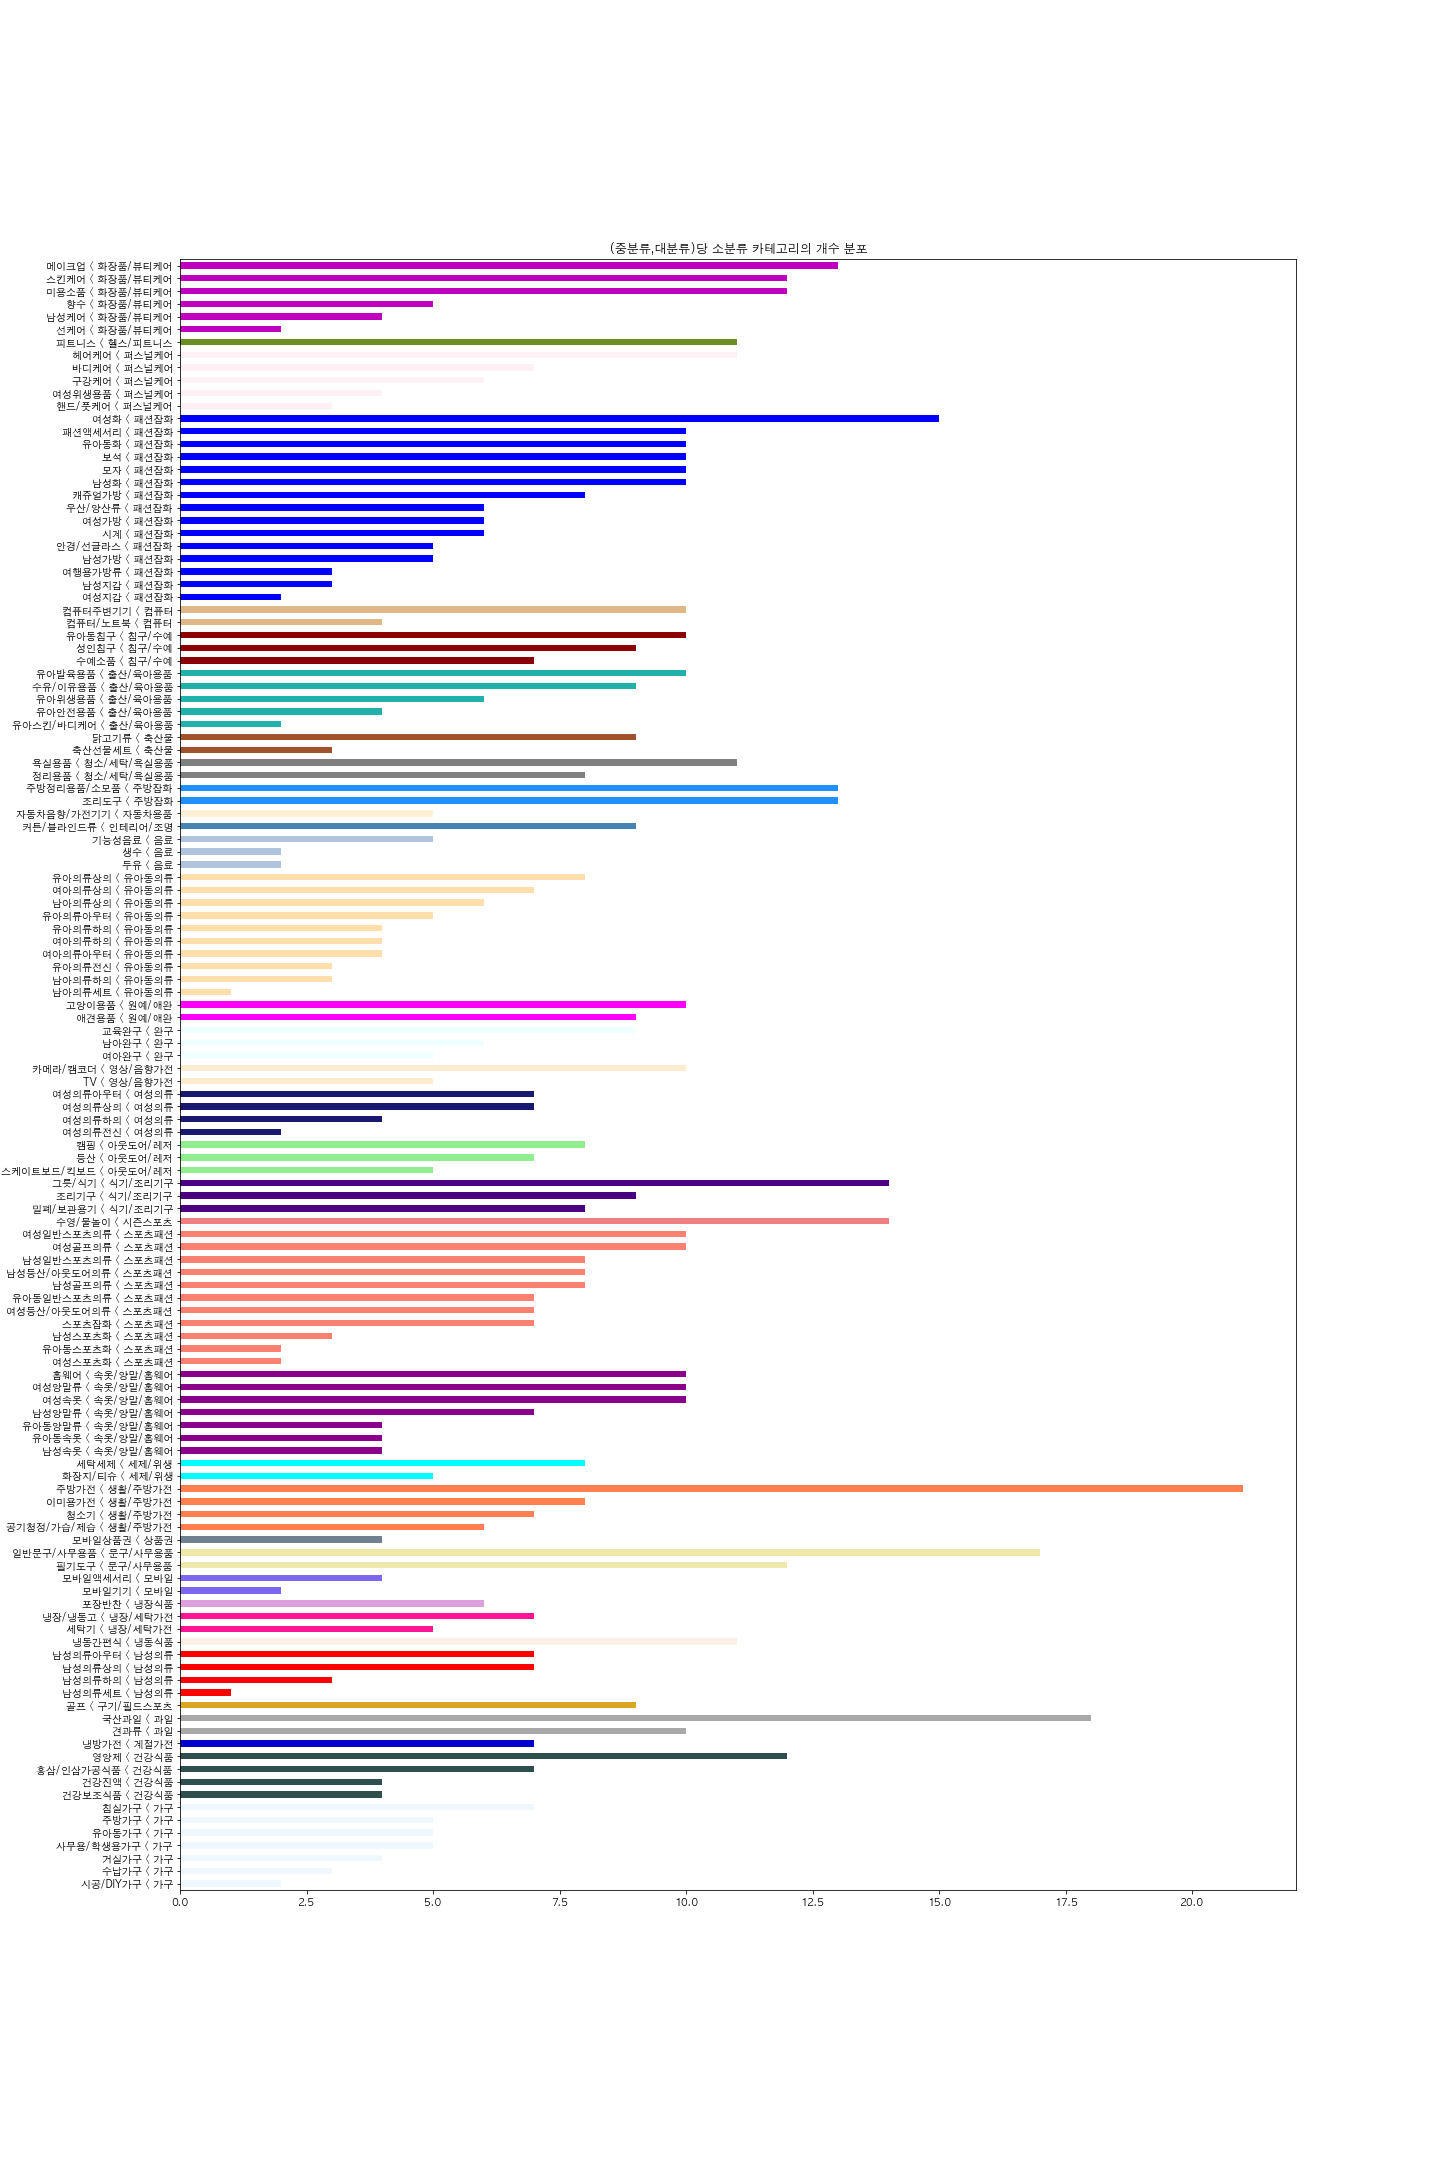 (중분류,대분류)당 소분류 카테고리의 개수 분포
메이크업 < 화장품/뷰티케어
스킨케어 < 화장품/뷰티케어
미용소품 < 화장품/뷰티케어
향수 < 화장품/뷰티케어
남성케어 < 화장품/뷰티케어
선케어 < 화장품/뷰티케어
피트니스 < 헬스/피트니스
헤어케어 < 퍼스널케어
바디케어 < 퍼스널케어
구강케어 < 퍼스널케어
여성위생용품 < 퍼스널케어
핸드/풋케어 < 퍼스널케어
여성화 < 패션잡화
패션액세서리 < 패션잡화
유아동화 < 패션잡화
보석 < 패션잡화
모자 < 패션잡화
남성화 < 패션잡화
캐쥬얼가방 < 패션잡화
우산/양산류 < 패션잡화
여성가방 < 패션잡화
시계 < 패션잡화
안경/선글라스 < 패션잡화
남성가방 < 패션잡화
여행용가방류 < 패션잡화
남성지갑 < 패션잡화
여성지갑 < 패션잡화
컴퓨터주변기기 < 컴퓨터
컴퓨터/노트북 < 컴퓨터
유아동침구 < 침구/수예
성인침구 < 침구/수예
수예소품 < 침구/수예
유아발육용품 < 출산/육아용품
수유/이유용품 < 출산/육아용품
유아위생용품 < 출산/육아용품
유아안전용품 < 출산/육아용품
유아스킨/바디케어 < 출산/육아용품
닭고기류 < 축산물
축산선물세트 < 축산물
욕실용품 < 청소/세탁/욕실용품
정리용품 < 청소/세탁/욕실용품
주방정리용품/소모품 < 주방잡화
조리도구 < 주방잡화
자동차음향/가전기기 < 자동차용품
커튼/블라인드류 < 인테리어/조명
기능성음료 < 음료
생수 < 음료
두유 < 음료
유아의류상의 < 유아동의류
여아의류상의 < 유아동의류
남아의류상의 < 유아동의류
유아의류아우터 < 유아동의류
유아의류하의 < 유아동의류
여아의류하의 < 유아동의류
여아의류아우터 < 유아동의류
유아의류전신 < 유아동의류
남아의류하의 < 유아동의류
남아의류세트 < 유아동의류
고양이용품 < 원예/애완
애견용품 < 원예/애완
교육완구 < 완구
남아완구 < 완구
여아완구 < 완구
카메라/캠코더 < 영상/음향가전
TV < 영상/음향가전
여성의류아우터 < 여성의류
여성의류상의 < 여성의류
여성의류하의 < 여성의류
여성의류전신 < 여성의류
캠핑 < 아웃도어/레저
등산 < 아웃도어/레저
스케이트보드/킥보드 < 아웃도어/레저
그릇/식기 < 식기/조리기구
조리기구 < 식기/조리기구
밀폐/보관용기 < 식기/조리기구
수영/물놀이 < 시즌스포츠
여성일반스포츠의류 < 스포츠패션
여성골프의류 < 스포츠패션
남성일반스포츠의류 < 스포츠패션
남성등산/아웃도어의류 < 스포츠패션
남성골프의류 < 스포츠패션
유아동일반스포츠의류 < 스포츠패션
여성등산/아웃도어의류 < 스포츠패션
스포츠잡화 < 스포츠패션
남성스포츠화 < 스포츠패션
유아동스포츠화 < 스포츠패션
여성스포츠화 < 스포츠패션
홈웨어 < 속옷/양말/홈웨어
여성양말류 < 속옷/양말/홈웨어
여성속옷 < 속옷/양말/홈웨어
남성양말류 < 속옷/양말/홈웨어
유아동양말류 < 속옷/양말/홈웨어
유아동속옷 < 속옷/양말/홈웨어
남성속옷 < 속옷/양말/홈웨어
세탁세제 < 세제/위생
화장지/티슈 < 세제/위생
주방가전 < 생활/주방가전
이미용가전 < 생활/주방가전
청소기 < 생활/주방가전
공기청정/가습/제습 < 생활/주방가전
모바일상품권 < 상품권
일반문구/사무용품 < 문구/사무용품
필기도구 < 문구/사무용품
모바일액세서리 < 모바일
모바일기기 < 모바일
포장반찬 < 냉장식품
냉장/냉동고 < 냉장/세탁가전
세탁기 < 냉장/세탁가전
냉동간편식 < 냉동식품
남성의류아우터 < 남성의류
남성의류상의 < 남성의류
남성의류하의 < 남성의류
남성의류세트 < 남성의류
골프 < 구기/필드스포츠
국산과일 < 과일
견과류 < 과일
냉방가전 < 계절가전
영양제 < 건강식품
홍삼/인삼가공식품 < 건강식품
건강진액 < 건강식품
건강보조식품 < 건강식품
침실가구 < 가구
주방가구 < 가구
유아동가구 < 가구
사무용/학생용가구 < 가구
거실가구 < 가구
수납가구 < 가구
시공/DIY가구 < 가구
0.0 2.5 5.0 7.5 10.0 12.5 15.0 17.5 20.0